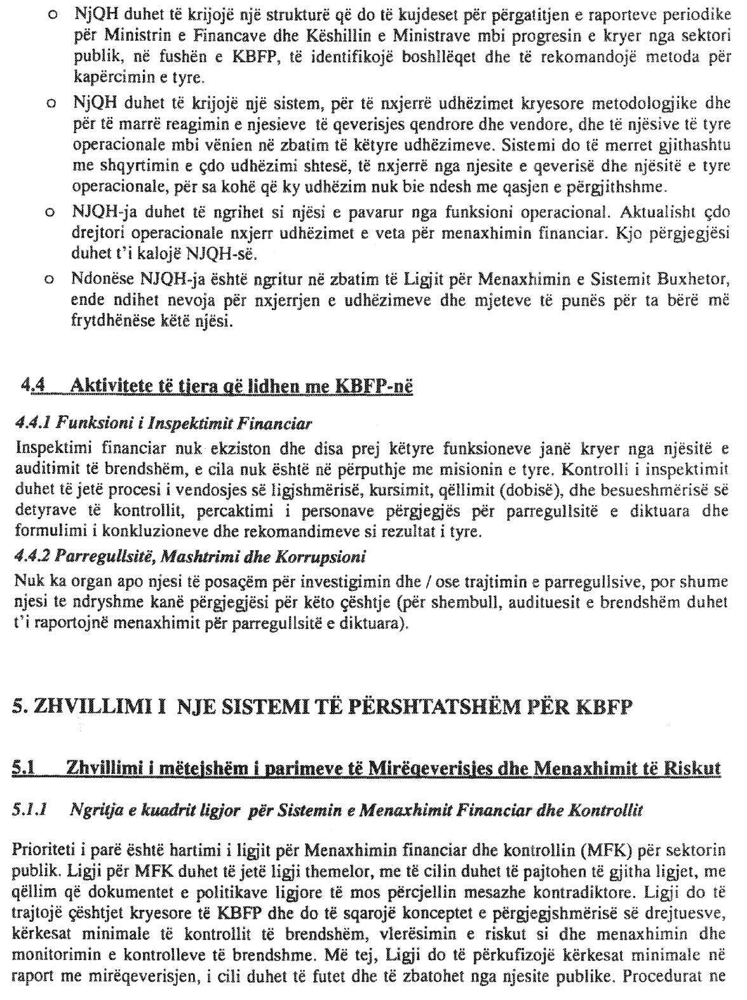 o NjQH duhet të krijojë një strukturë që do të kujdeset për përgatitjen e raporteve periodike
për Ministrin e Financave dhe Këshillin e Ministrave mbi progresin e kryer nga sektori
publik, në fushën e KBFP, të identifikojë boshllëqet dhe të rekomandojë metoda për
kapërcimin e tyre.
o NjQH duhet të krijojë një sistem, për të nxjerrë udhëzimet kryesore metodologjike dhe
për të marrë reagimin e njesieve të qeverisjes qendrore dhe vendore, dhe të njësive të tyre
operacionale mbi vënien në zbatim të këtyre udhëzimeve. Sistemi do të merret gjithashtu
me shqyrtimin e çdo udhëzimi shtesë, të nxjerrë nga njesite e qeverisë dhe njësitë e tyre
operacionale, për sa kohë që ky udhëzim nuk bie ndesh me qasjen e përgjithshme.
o NJQH-ja duhet të ngrihet si njësi e pavarur nga funksioni operacional. Aktualisht çdo
drejtori operacionale nxjerr udhëzimet e veta për menaxhimin financiar. Kjo përgjegjësi
duhet t'i kalojë NJQH-së.
o Ndonëse NJQH-ja është ngritur në zbatim të Ligjit për Menaxhimin e Sistemit Buxhetor,
ende ndihet nevoja për nxjerrjen e udhëzimeve dhe mjeteve të punës për ta bërë më
frytdhënëse këtë njësi.
4.4 Aktivitete të tjera që lidhen me KBFP-në
4.4.1 Funksioni i Inspektimit Financiar
Inspektimi financiar nuk ekziston dhe disa prej këtyre funksioneve janë kryer nga njësitë e
auditimit të brendshëm, e cila nuk është në përputhje me misionin e tyre. Kontrolli i inspektimit
duhet të jetë procesi i vendosjes së ligjshmërisë, kursimit, qëllimit (dobisë), dhe besueshmërisë së
detyrave të kontrollit, percaktimi i personave përgjegjës për parregullsitë e diktuara dhe
formulimi i konkluzioneve dhe rekomandimeve si rezultat i tyre.
4.4.2 Parregullsitë, Mashtrimi dhe Korrupsioni
Nuk ka organ apo njesi të posaçëm për investigimin dhe / ose trajtimin e parregullsive, por shume
njesi te ndryshme kanë përgjegjësi për këto çështje (për shembull, audituesit e brendshëm duhet
t'i raportojnë menaxhimit për parregullsitë e diktuara).
5. ZHVILLIMI I NJE SISTEMI TË PËRSHTATSHËM PËR KBFP
5.1 Zhvillimi i mëtejshëm i parimeve të Mirëqeverisjes dhe Menaxhimit të Riskut
5.1.1 Ngritja e kuadrit ligjor për Sistemin e Menaxhimit Financiar dhe Kontrollit
Prioriteti i parë është hartimi i ligjit për Menaxhimin financiar dhe kontrollin (MFK) për sektorin
publik. Ligji për MFK duhet të jetë ligji themelor, me të cilin duhet të pajtohen të gjitha ligjet, me
qëllim që dokumentet e politikave ligjore të mos përcjellin mesazhe kontradiktore. Ligji do të
trajtojë çështjet kryesore të KBFP dhe do të sqarojë konceptet e përgjegjshmërisë së drejtuesve,
kërkesat minimale të kontrollit të brendshëm, vlerësimin e riskut si dhe menaxhimin dhe
monitorimin e kontrolleve të brendshme. Më tej, Ligji do të përkufizojë kërkesat minimale në
raport me mirëqeverisjen, i cili duhet të futet dhe të zbatohet nga njesite publike. Procedurat ne